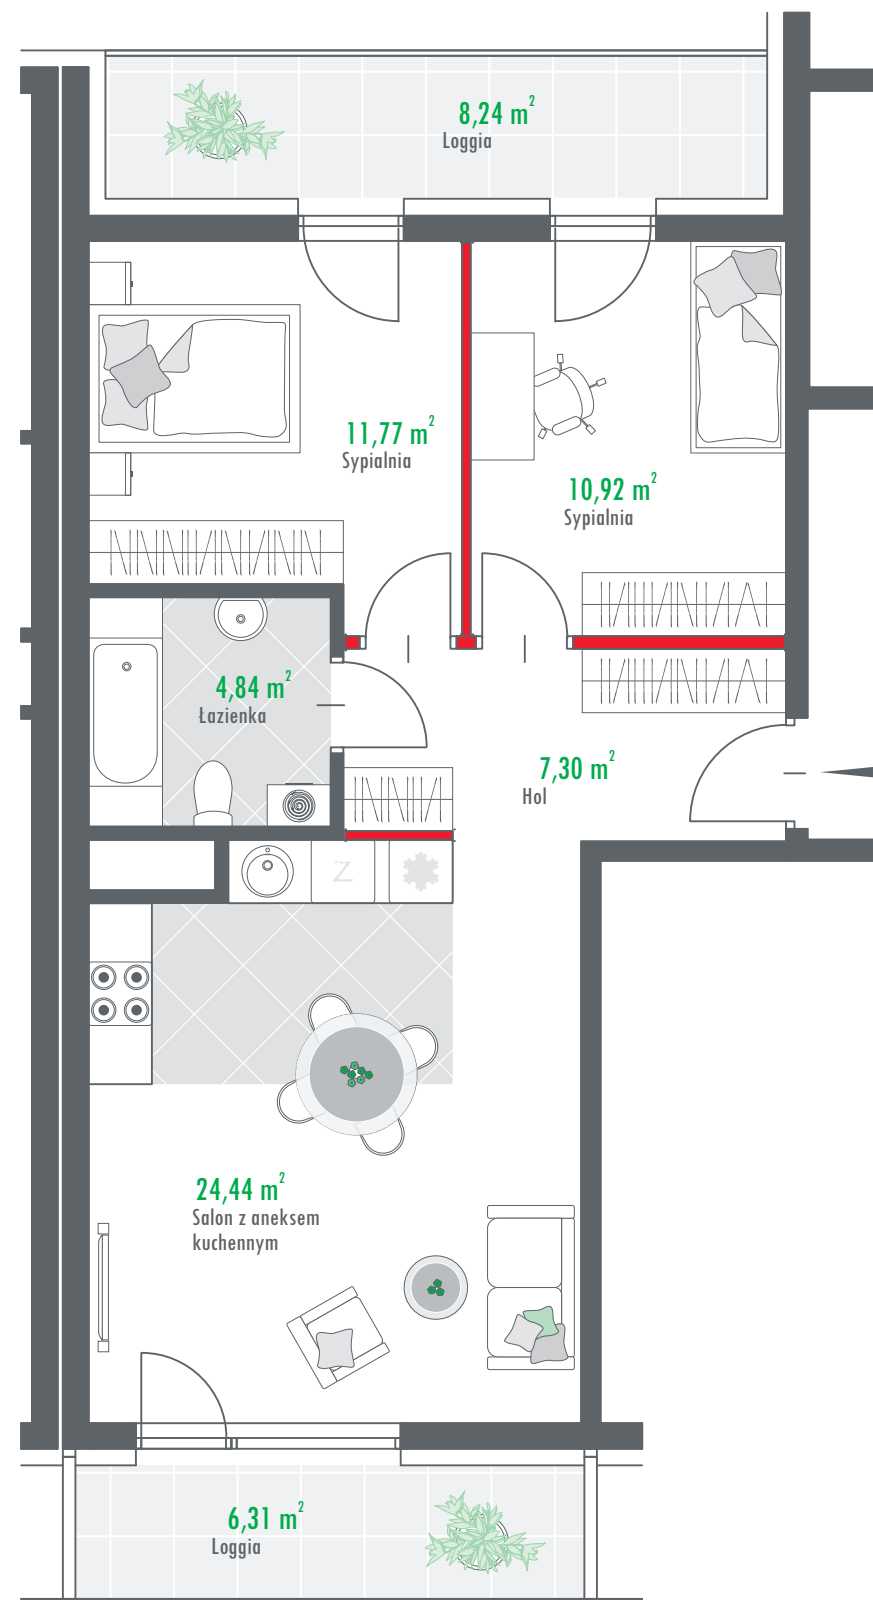 8,24 m²
Loggia
11,77 m²
Sypialnia
10,92 m²
Sypialnia
4,84 m²
Łazienka
7,30 m²
Hol
Z
24,44 m²
Salon z aneksem
kuchennym
6,31 m²
Loggia